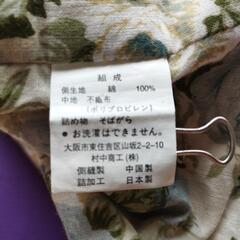 組成
側生地 綿 100%
中地 不織布
(ポリプロピレン)
詰め物 そばがら
●お洗濯はできません。
大阪市東住吉区山坂2-2-10
村中商工(株)
側縫製 中国製
詰加工 日本製